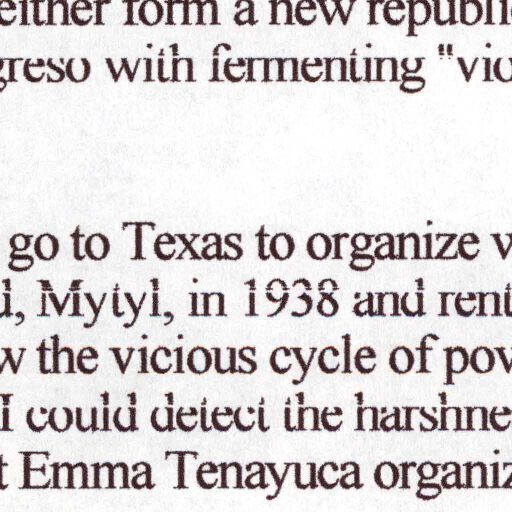 either form a new republi
greso with fermenting "vio
go to Texas to organize v
d, Mytyl, in 1938 and rent
w the vicious cycle of pov
I could detect the harshne
t Emma Tenayuca organiz